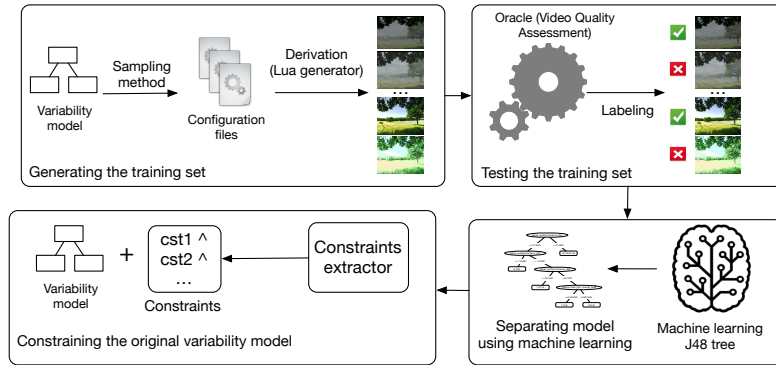 Sampling
method
Variability
model
Configuration
files
Derivation
(Lua generator)
...
Generating the training set
Oracle (Video Quality
Assessment)
Labeling
...
Testing the training set
Variability
model
+
cst1 ^
cst2 ^
...
Constraints
Constraints
extractor
Constraining the original variability model
Separating model
using machine learning
Machine learning
J48 tree